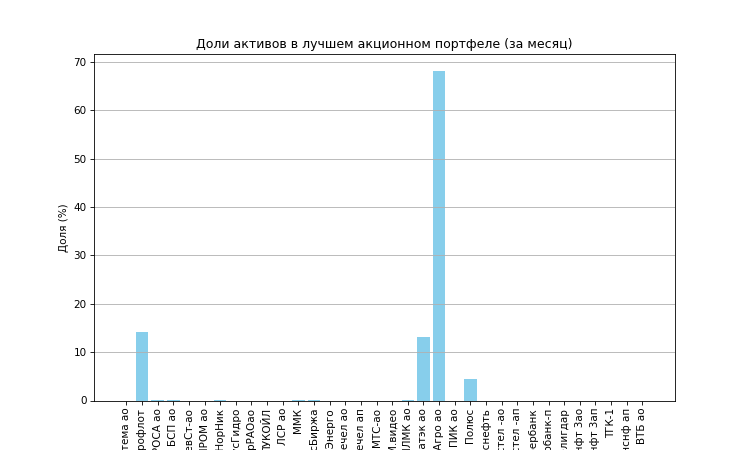 Доли активов в лучшем акционном портфеле (за месяц)
70
60
50
40
30
20
10
0
Доля (%)
тема ао
рофлот
РОСА ао
БСП ао
евСт-ао
ПРОМ ао
НорНик
сГидро
рРАОао
ЛУКОЙЛ
ЛСР ао
ММК
сБиржа
Энерго
ечел ао
ечел ап
МТС-ао
М.видео
ЛМК ао
атэк ао
Агро ао
ПИК ао
Полюс
снефть
стел -ао
стел -ап
ербанк
рбанк-п
лигдар
нфт 3ао
нфт 3ап
ТГК-1
нснф ап
ВТБ ао